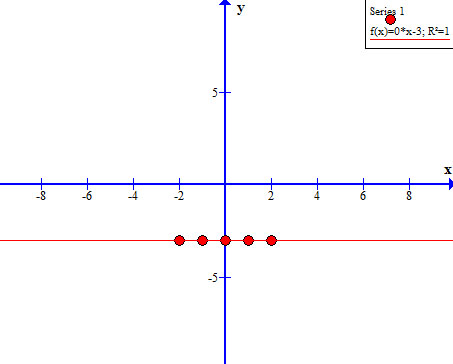 y
Series 1
f(x)=0*x-3; R²=1
5
x
-8 -6 -4 -2 2 4 6 8
-5